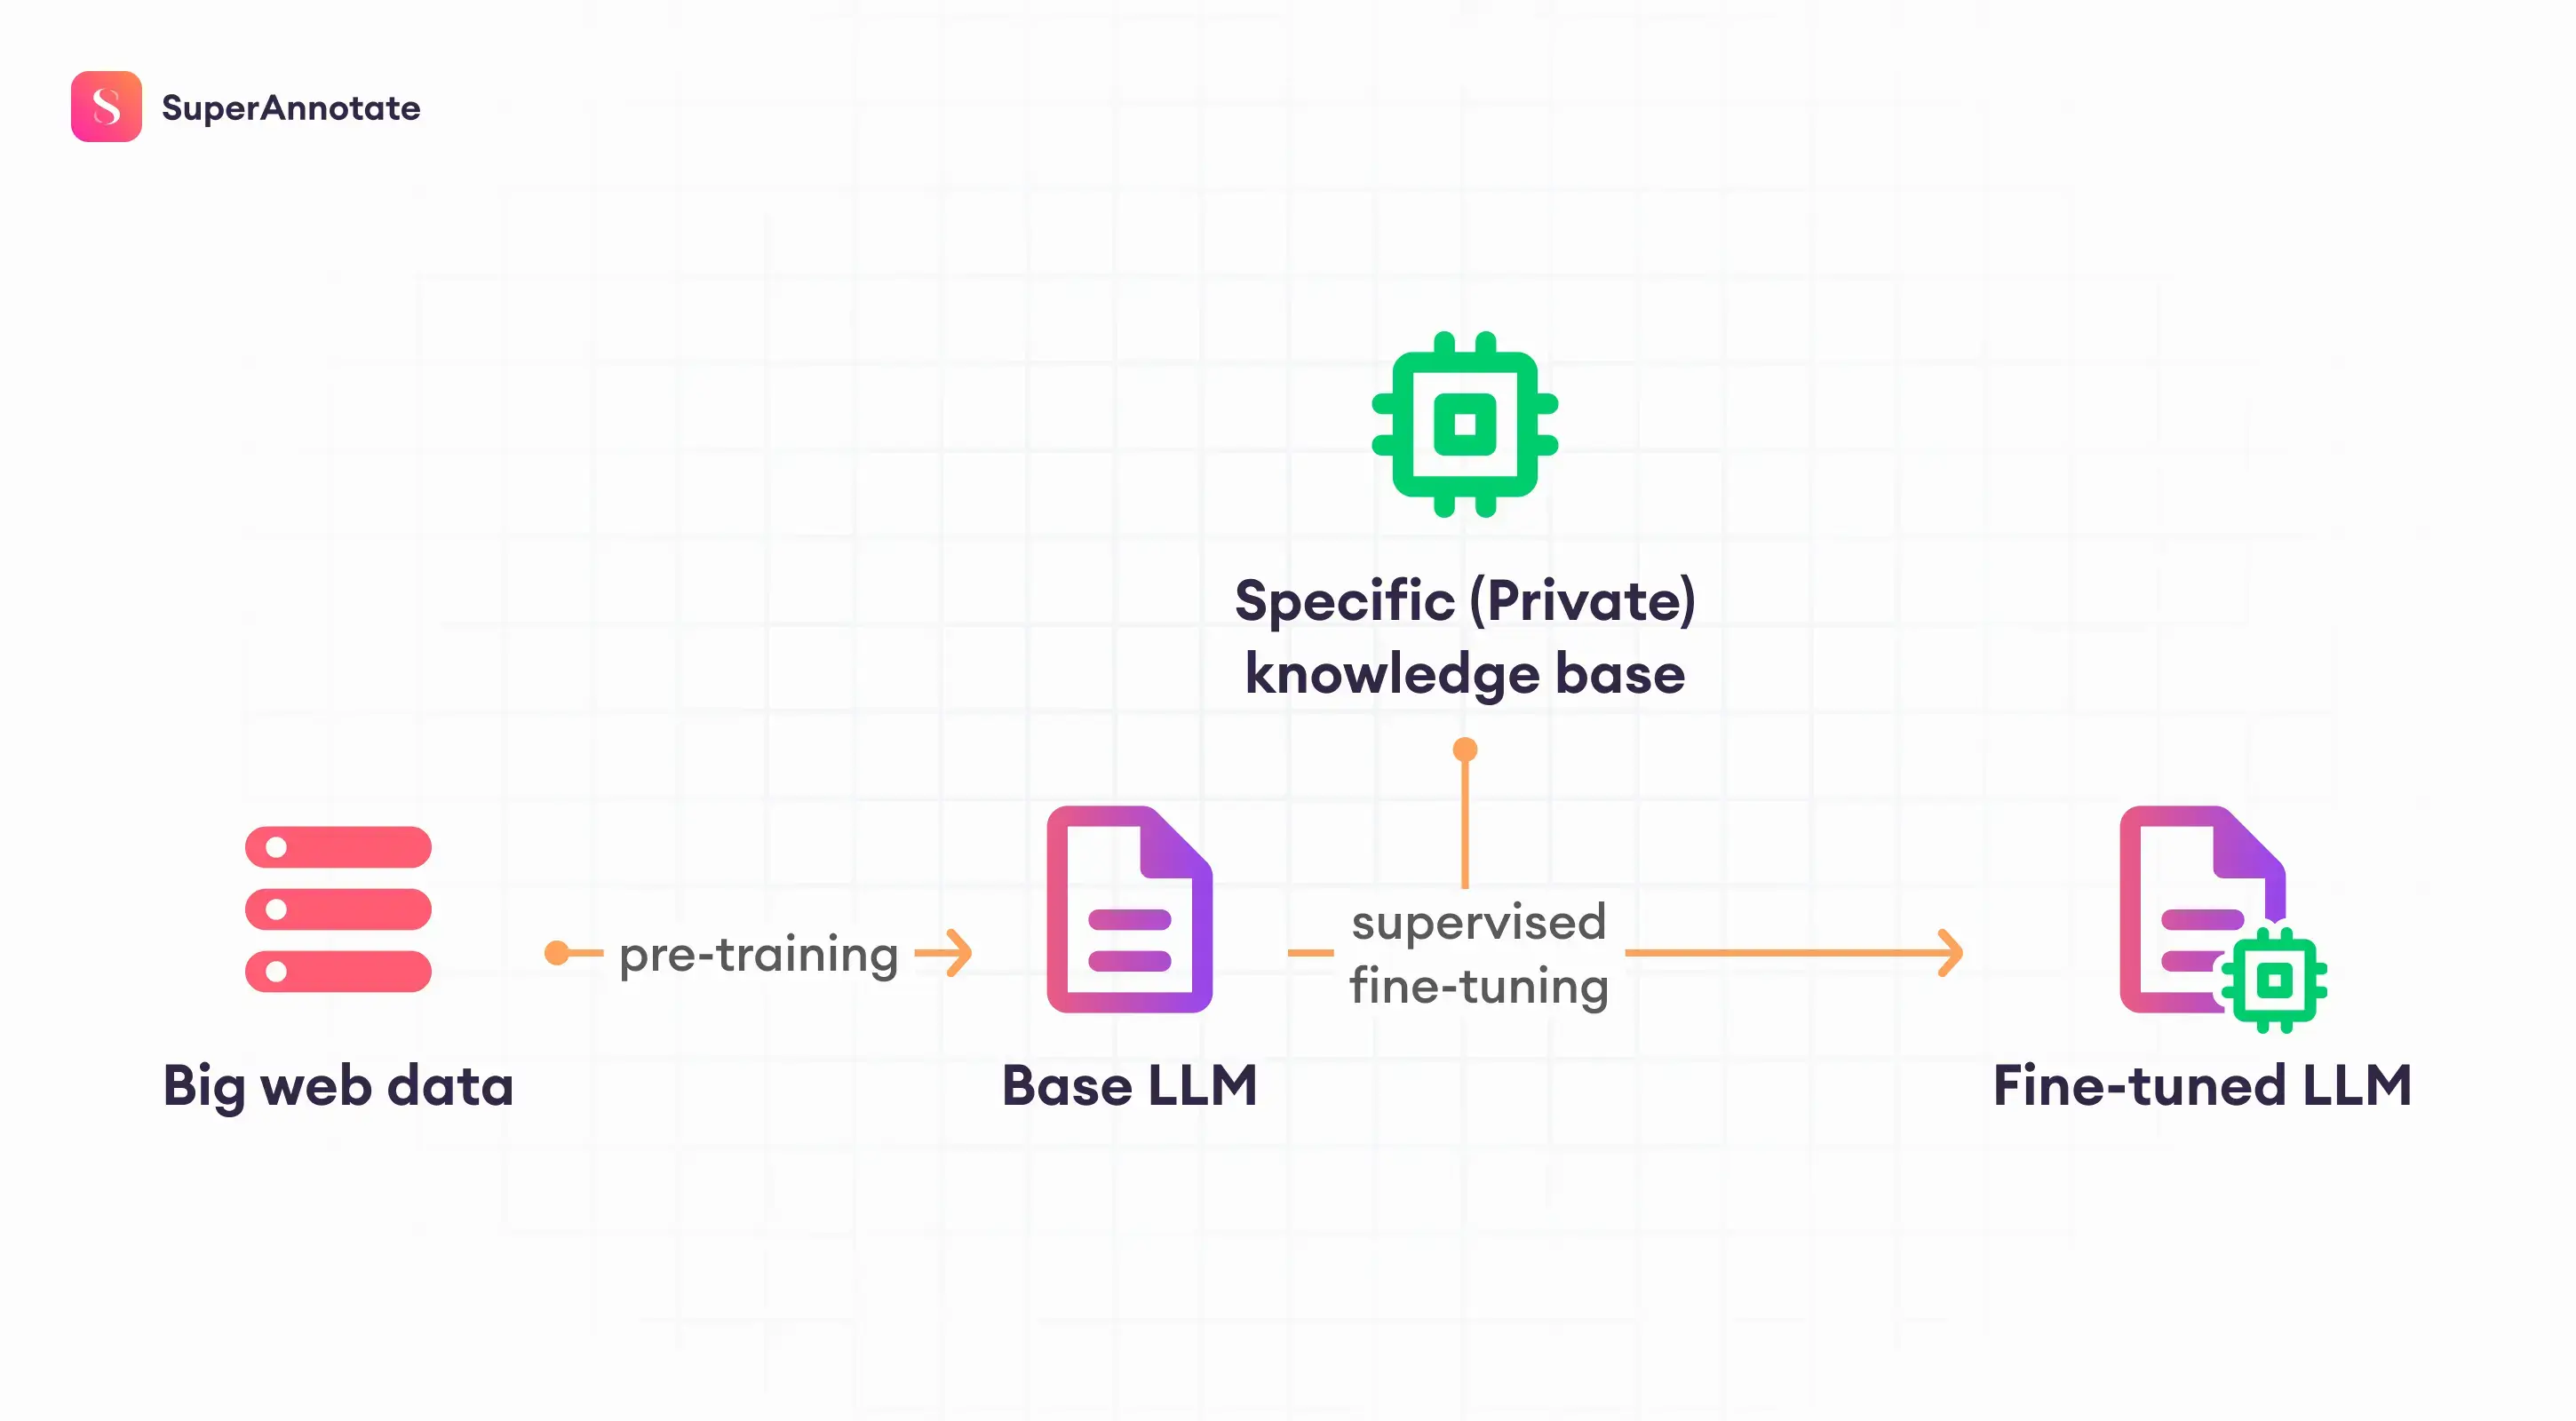 SuperAnnotate
Specific (Private)
knowledge base
pre-training
supervised
fine-tuning
Big web data
Base LLM
Fine-tuned LLM